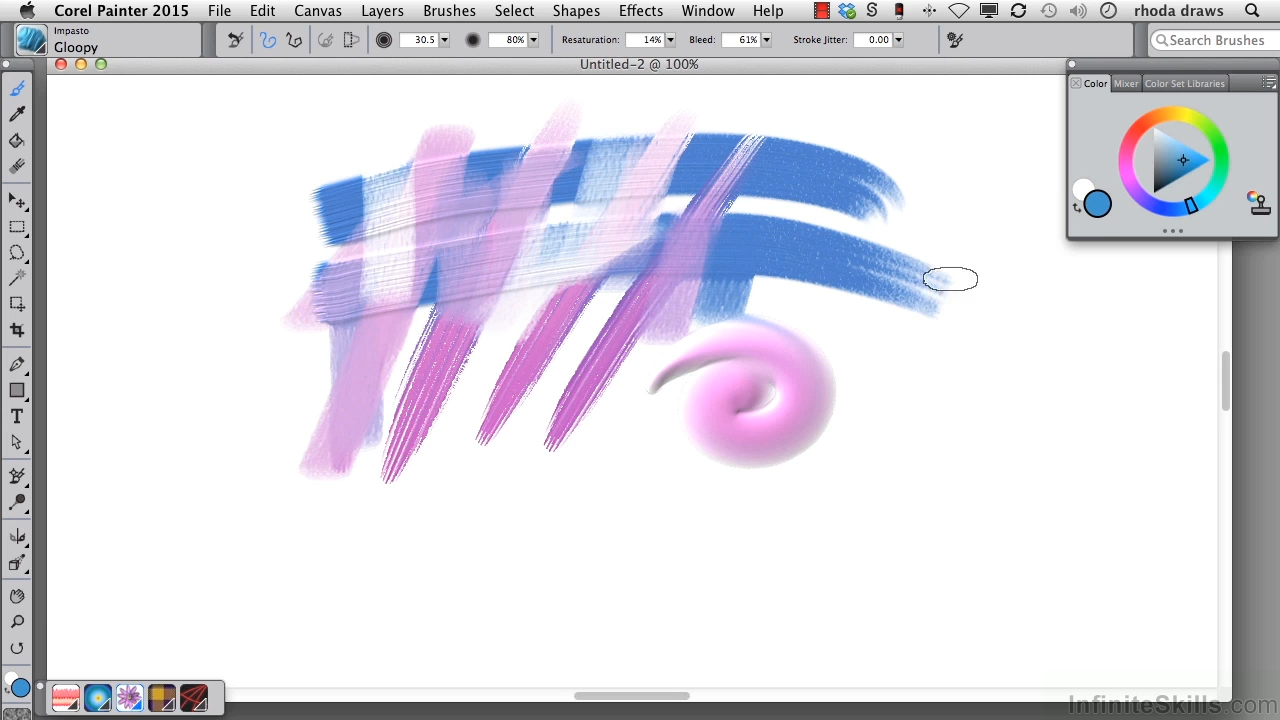 Corel Painter 2015 File Edit Canvas Layers Brushes Select Shapes Effects Window Help rhoda draws
Impasto
Gloopy
30.5 80% Resaturation: 14% Bleed: 61% Stroke Jitter: 0.00 Search Brushes
Untitled-2 @ 100%
Color Mixer Color Set Libraries
T
InfiniteSkills.com